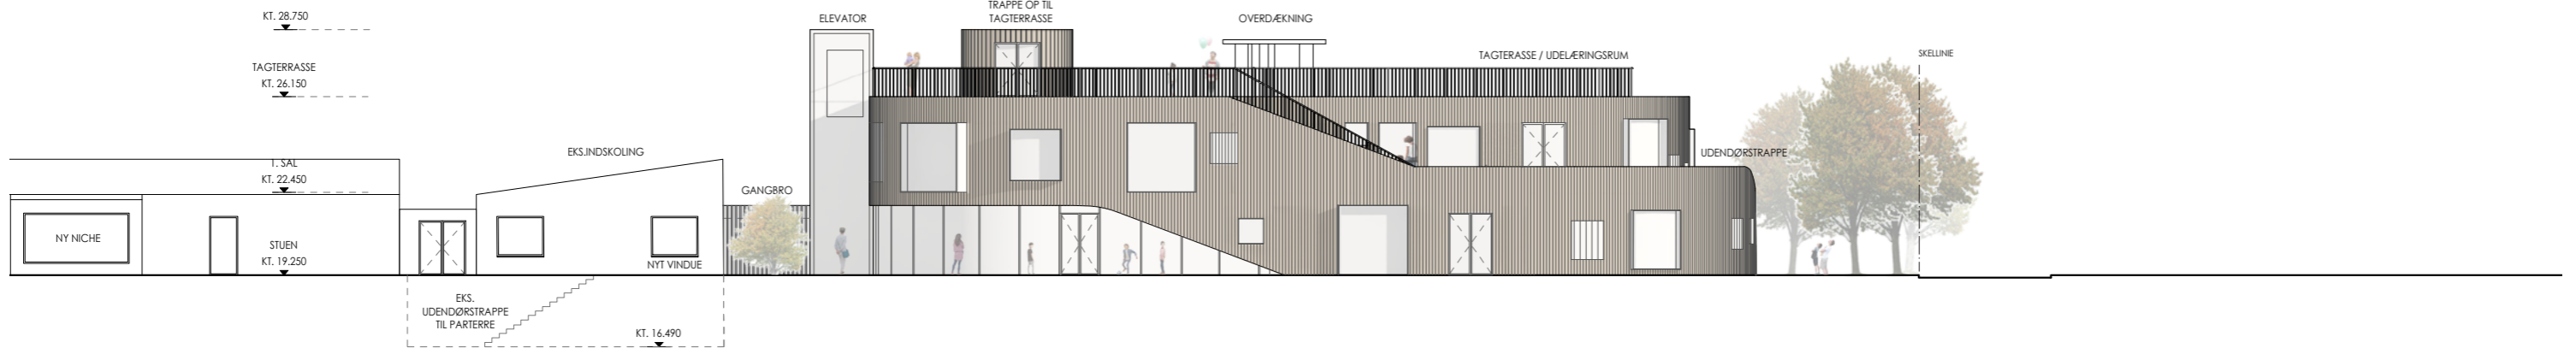 KT. 28.750
TAGTERRASSE
KT. 26.150
1. SAL
KT. 22.450
STUEN
KT. 19.250
NY NICHE
EKS.INDSKOLING
NYT VINDUE
EKS.
UDENDØRSTRAPPE
TIL PARTERRE
KT. 16.490
GANGBRO
ELEVATOR
TRAPPE OP TIL
TAGTERRASSE
OVERDÆKNING
TAGTERASSE / UDELÆRINGSRUM
UDENDØRSTRAPPE
SKELLINIE